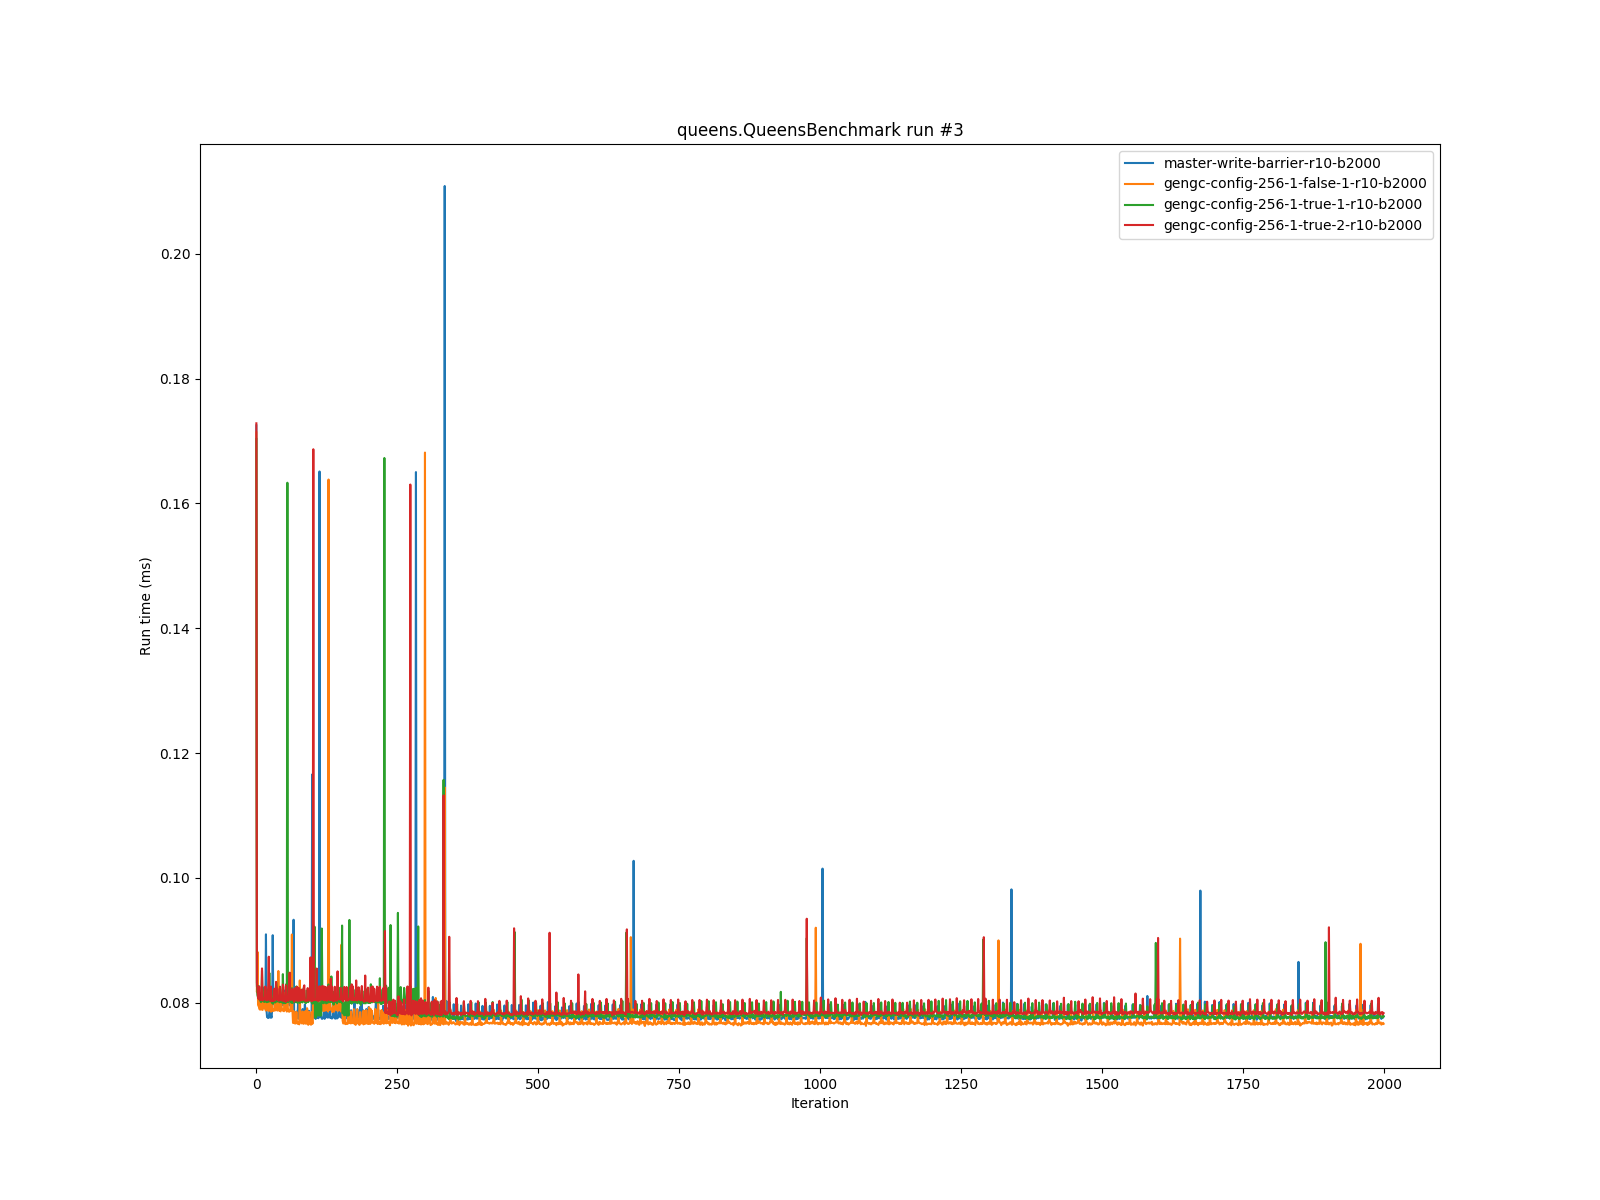 queens.QueensBenchmark run #3
master-write-barrier-r10-b2000
gengc-config-256-1-false-1-r10-b2000
gengc-config-256-1-true-1-r10-b2000
gengc-config-256-1-true-2-r10-b2000
Run time (ms)
0.20
0.18
0.16
0.14
0.12
0.10
0.08
0 250 500 750 1000 1250 1500 1750 2000
Iteration